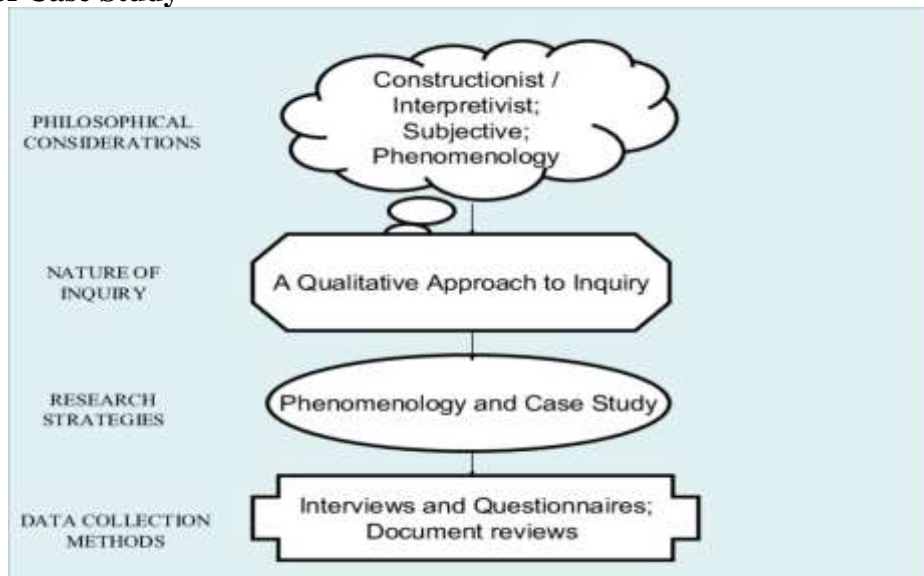 Case Study
PHILOSOPHICAL
CONSIDERATIONS
Constructionist /
Interpretivist;
Subjective;
Phenomenology
NATURE OF
INQUIRY
A Qualitative Approach to Inquiry
RESEARCH
STRATEGIES
Phenomenology and Case Study
DATA COLLECTION
METHODS
Interviews and Questionnaires;
Document reviews